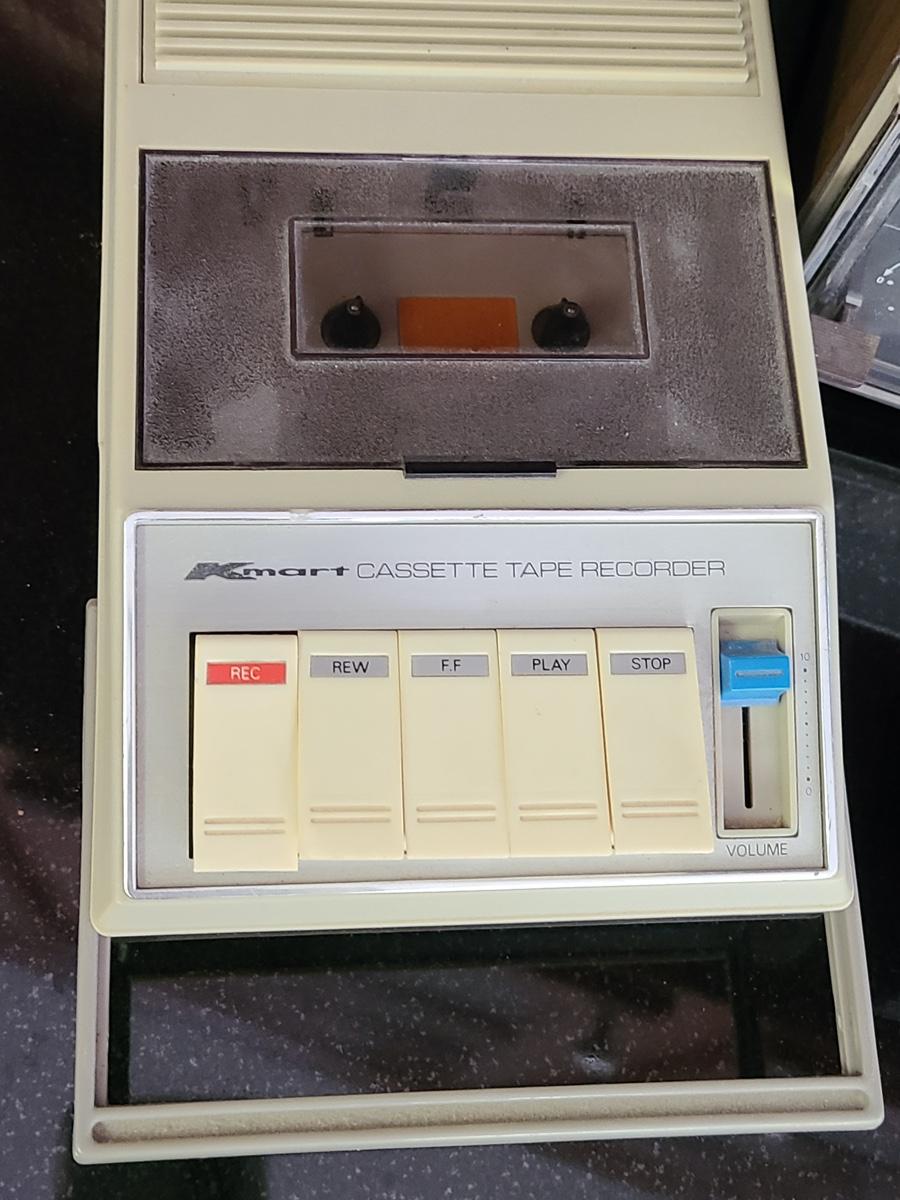 Kmart CASSETTE TAPE RECORDER
REC REW F.F PLAY STOP
10
0
VOLUME